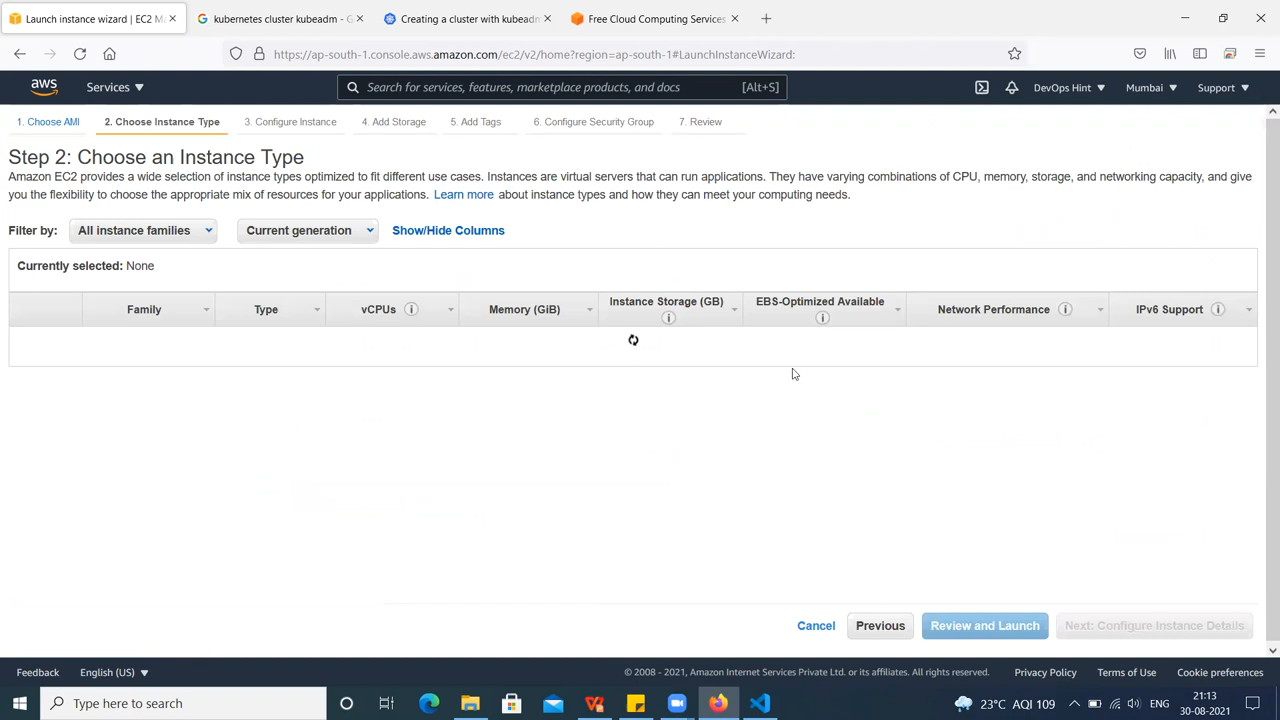 Launch instance wizard | EC2 Ma
kubernetes cluster kubeadm - G
Creating a cluster with kubeadm
Free Cloud Computing Services
https://ap-south-1.console.aws.amazon.com/ec2/v2/home?region=ap-south-1#LaunchInstanceWizard:
aws
Services
Search for services, features, marketplace products, and docs
[Alt+S]
DevOps Hint
Mumbai
Support
1. Choose AMI
2. Choose Instance Type
3. Configure Instance
4. Add Storage
5. Add Tags
6. Configure Security Group
7. Review
Step 2: Choose an Instance Type
Amazon EC2 provides a wide selection of instance types optimized to fit different use cases. Instances are virtual servers that can run applications. They have varying combinations of CPU, memory, storage, and networking capacity, and give
you the flexibility to choose the appropriate mix of resources for your applications. Learn more about instance types and how they can meet your computing needs.
Filter by:
All instance families
Current generation
Show/Hide Columns
Currently selected: None
Family
Type
vCPUs
Memory (GiB)
Instance Storage (GB)
EBS-Optimized Available
Network Performance
IPv6 Support
Cancel
Previous
Review and Launch
Next: Configure Instance Details
Feedback
English (US)
© 2008 - 2021, Amazon Internet Services Private Ltd. or its affiliates. All rights reserved.
Privacy Policy
Terms of Use
Cookie preferences
Type here to search
23°C AQI 109
ENG
21:13
30-08-2021